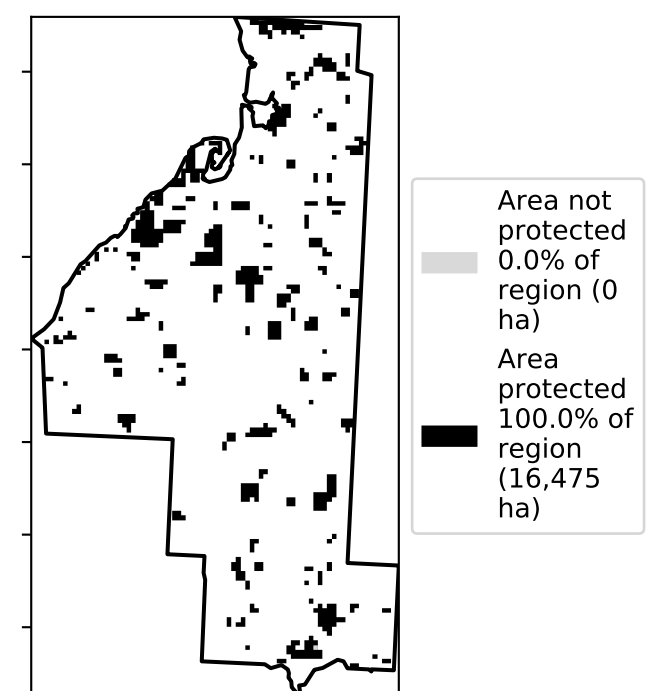 Area not
protected
0.0% of
region (0
ha)
Area
protected
100.0% of
region
(16,475
ha)